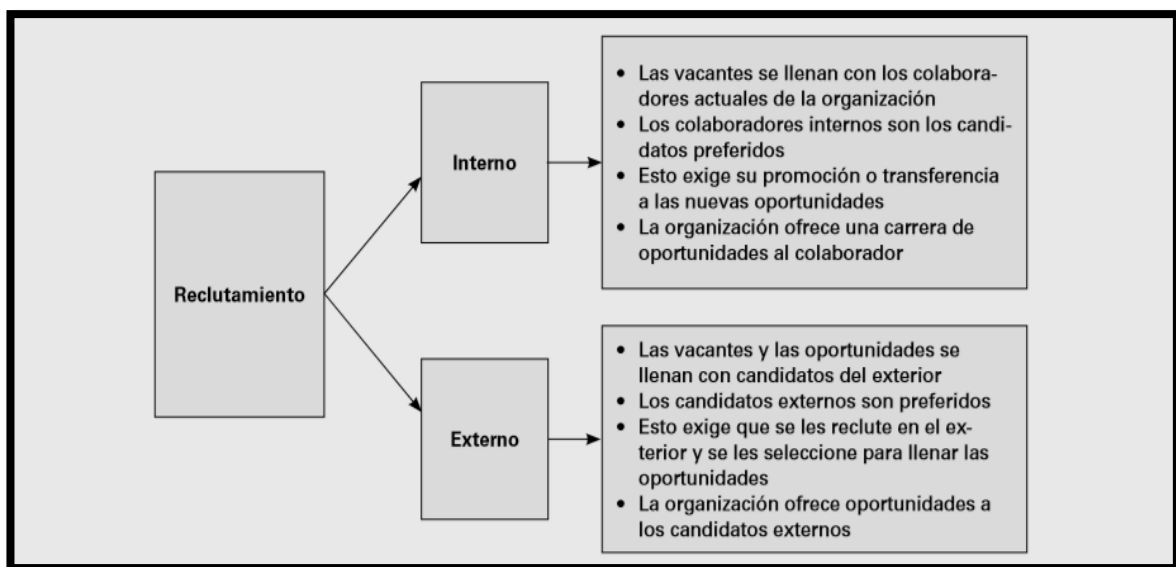 Reclutamiento
Interno
• Las vacantes se llenan con los colabora-
dores actuales de la organización
• Los colaboradores internos son los candi-
datos preferidos
• Esto exige su promoción o transferencia
a las nuevas oportunidades
• La organización ofrece una carrera de
oportunidades al colaborador
Externo
• Las vacantes y las oportunidades se
llenan con candidatos del exterior
• Los candidatos externos son preferidos
• Esto exige que se les reclute en el ex-
terior y se les seleccione para llenar las
oportunidades
• La organización ofrece oportunidades a
los candidatos externos